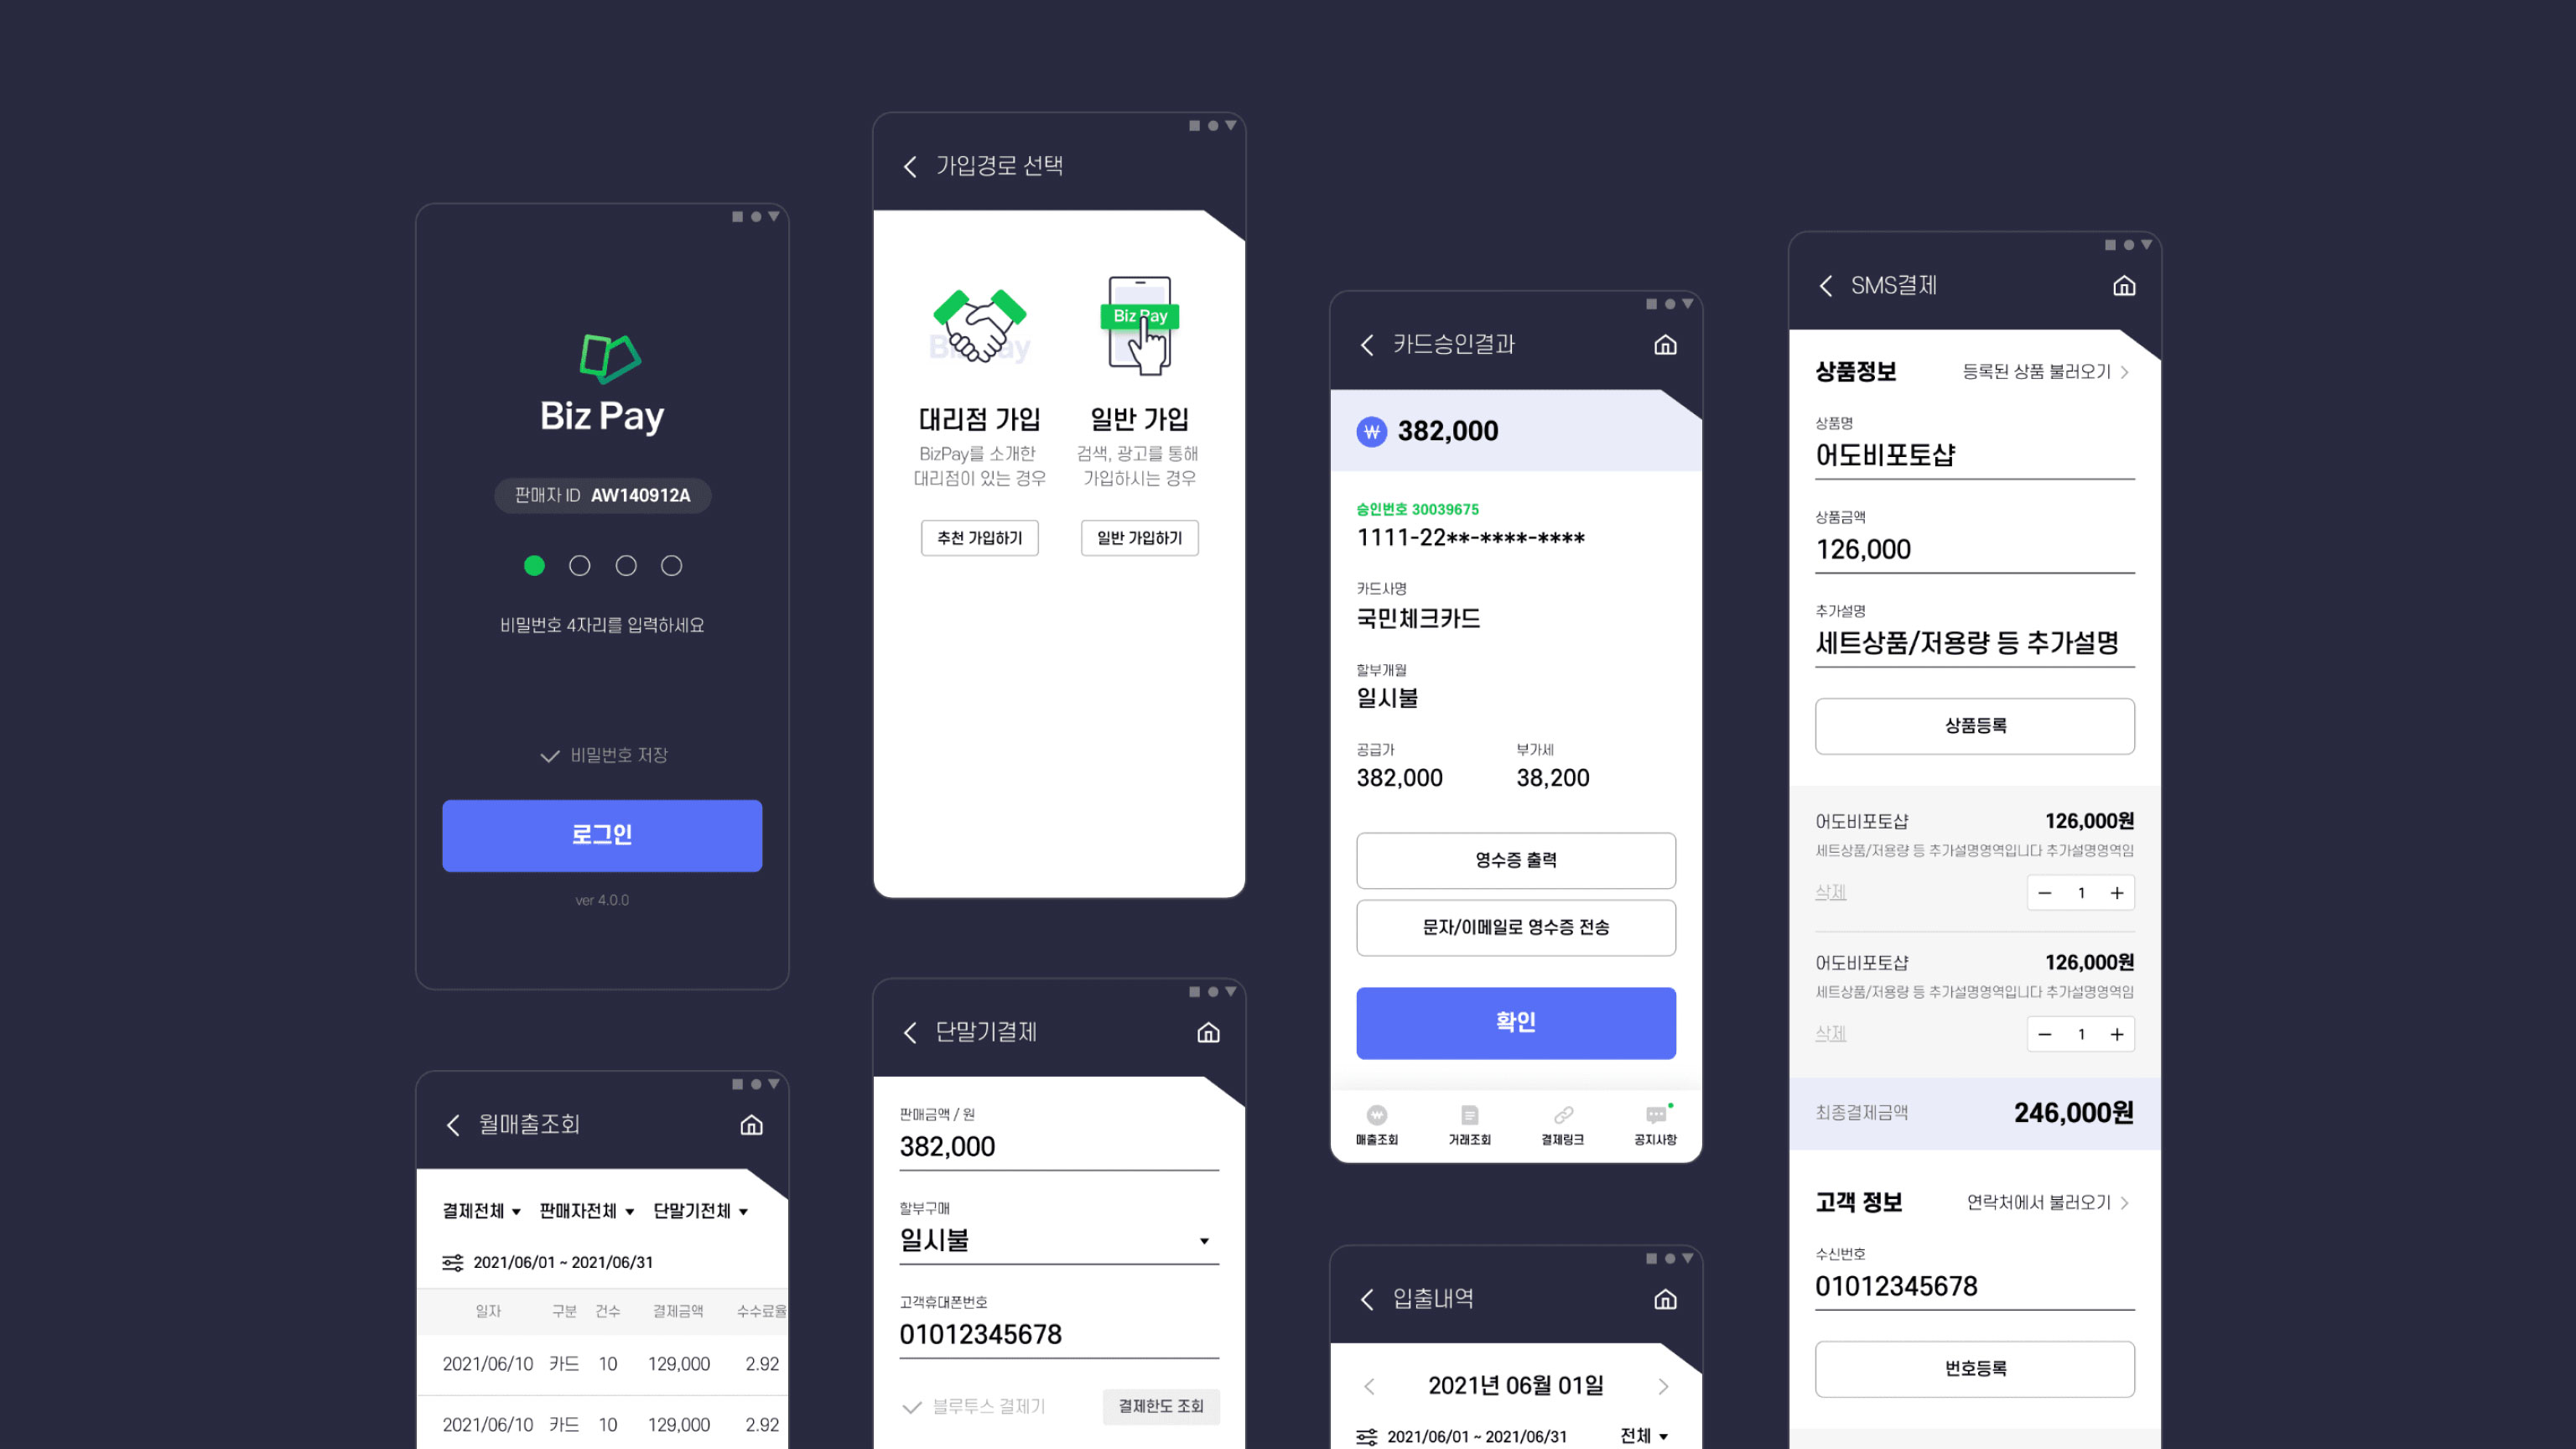 Biz Pay
판매자 ID AW140912A
비밀번호 4자리를 입력하세요
비밀번호 저장
로그인
ver 4.0.0
월매출조회
결제전체 판매자전체 단말기전체
2021/06/01 ~ 2021/06/31
일자 구분 건수 결제금액 수수료율
2021/06/10 카드 10 129,000 2.92
2021/06/10 카드 10 129,000 2.92
가입경로 선택
Biz Pay
Biz Pay
대리점 가입
BizPay를 소개한
대리점이 있는 경우
추천 가입하기
일반 가입
검색, 광고를 통해
가입하시는 경우
일반 가입하기
단말기결제
판매금액 / 원
382,000
할부구매
일시불
고객휴대폰번호
01012345678
블루투스 결제기 결제한도 조회
카드승인결과
₩ 382,000
승인번호 30039675
1111-22**-****-****
카드사명
국민체크카드
할부개월
일시불
공급가 부가세
382,000 38,200
영수증 출력
문자/이메일로 영수증 전송
확인
매출조회 거래조회 결제링크 공지사항
입출내역
2021년 06월 01일
2021/06/01 ~ 2021/06/31 전체
SMS결제
상품정보 등록된 상품 불러오기
상품명
어도비포토샵
상품금액
126,000
추가설명
세트상품/저용량 등 추가설명
상품등록
어도비포토샵 126,000원
세트상품/저용량 등 추가설명영역입니다 추가설명영역임
삭제 − 1 +
어도비포토샵 126,000원
세트상품/저용량 등 추가설명영역입니다 추가설명영역임
삭제 − 1 +
최종결제금액 246,000원
고객 정보 연락처에서 불러오기
수신번호
01012345678
번호등록